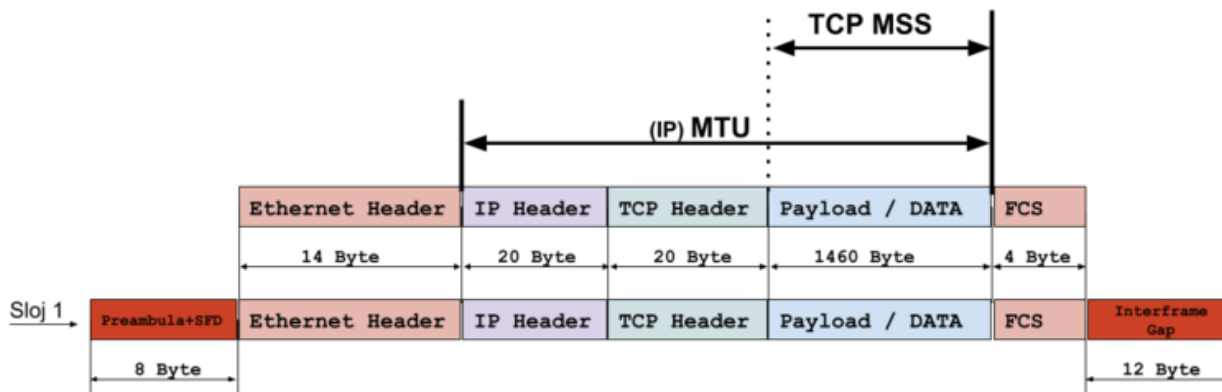 TCP MSS
(IP) MTU
Ethernet Header IP Header TCP Header Payload / DATA FCS
14 Byte 20 Byte 20 Byte 1460 Byte 4 Byte
Sloj 1 Preambula+SFD Ethernet Header IP Header TCP Header Payload / DATA FCS Interframe
Gap
8 Byte 12 Byte